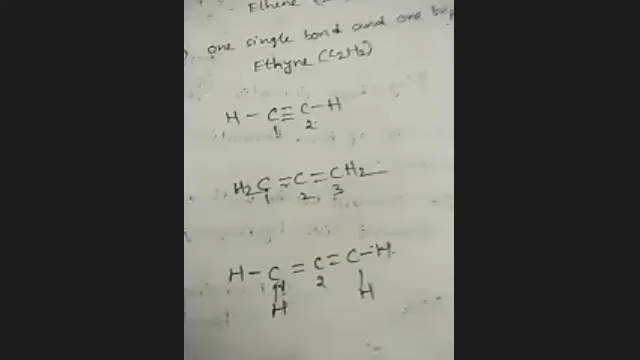 Ethene
one single bond and one
Ethyne (C2H2)
H - C ≡ C - H
1 2
H2C = C = CH2
1 2 3
H - C = C = C - H
1 2
H H